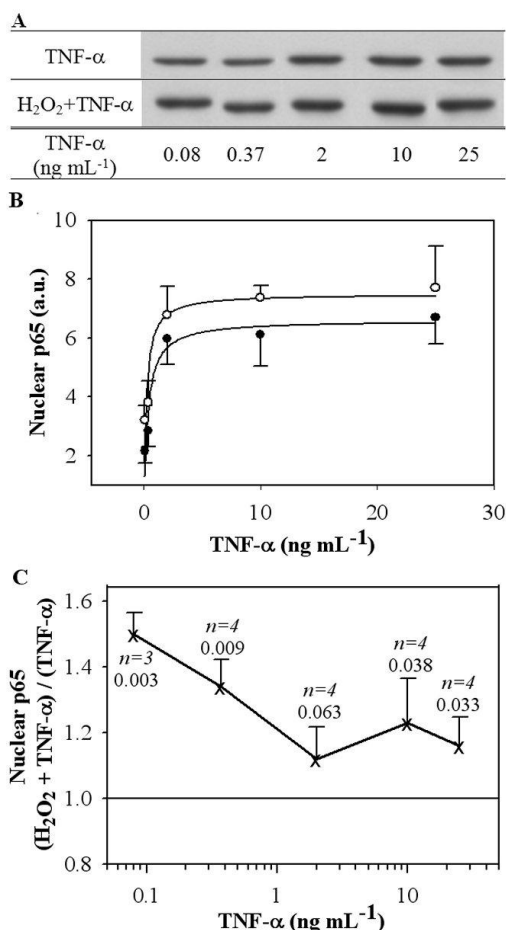 A
TNF-α
H₂O₂+TNF-α
TNF-α
(ng mL⁻¹)
0.08 0.37 2 10 25
B
10
8
6
4
2
Nuclear p65 (a.u.)
0 10 20 30
TNF-α (ng mL⁻¹)
C
1.6
1.4
1.2
1.0
0.8
Nuclear p65
(H₂O₂ + TNF-α) / (TNF-α)
n=3
0.003
n=4
0.009
n=4
0.063
n=4
0.038
n=4
0.033
0.1 1 10
TNF-α (ng mL⁻¹)